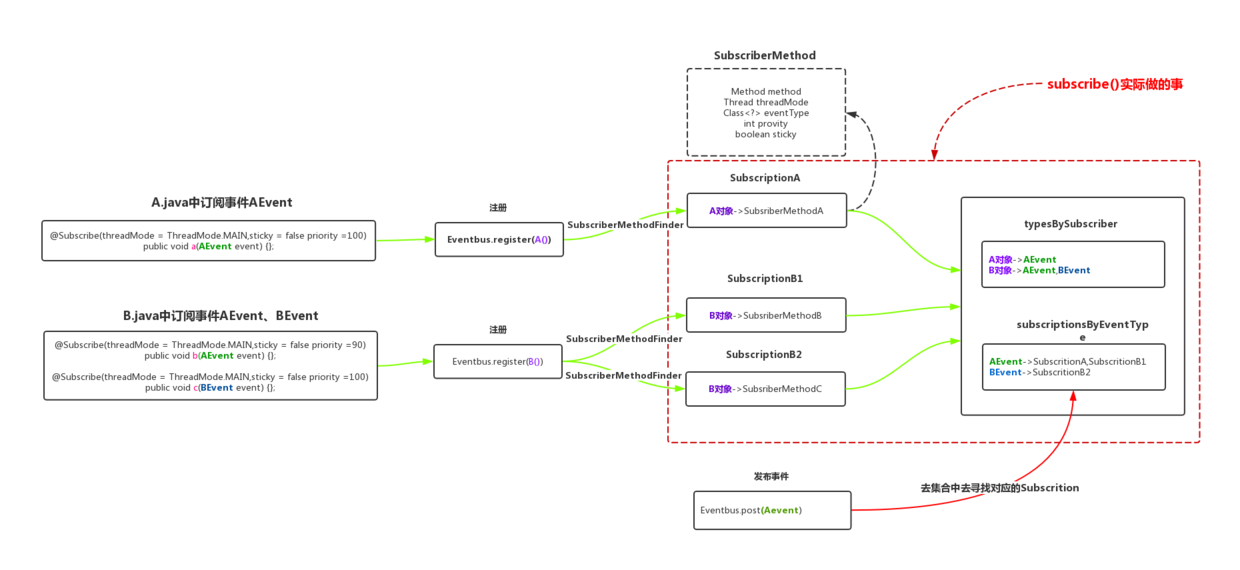 SubscriberMethod
Method method
Thread threadMode
Class<?> eventType
int provity
boolean sticky
subscribe()实际做的事
A.java中订阅事件AEvent
@Subscribe(threadMode = ThreadMode.MAIN,sticky = false priority =100)
public void a(AEvent event) {};
注册
Eventbus.register(A())
SubscriberMethodFinder
SubscriptionA
A对象->SubsriberMethodA
B.java中订阅事件AEvent、BEvent
@Subscribe(threadMode = ThreadMode.MAIN,sticky = false priority =90)
public void b(AEvent event) {};
@Subscribe(threadMode = ThreadMode.MAIN,sticky = false priority =100)
public void c(BEvent event) {};
注册
Eventbus.register(B())
SubscriberMethodFinder
SubscriberMethodFinder
SubscriptionB1
B对象->SubsriberMethodB
SubscriptionB2
B对象->SubsriberMethodC
typesBySubscriber
A对象->AEvent
B对象->AEvent,BEvent
subscriptionsByEventTyp
e
AEvent->SubscritionA,SubscritionB1
BEvent->SubscritionB2
发布事件
Eventbus.post(Aevent)
去集合中去寻找对应的Subscrition